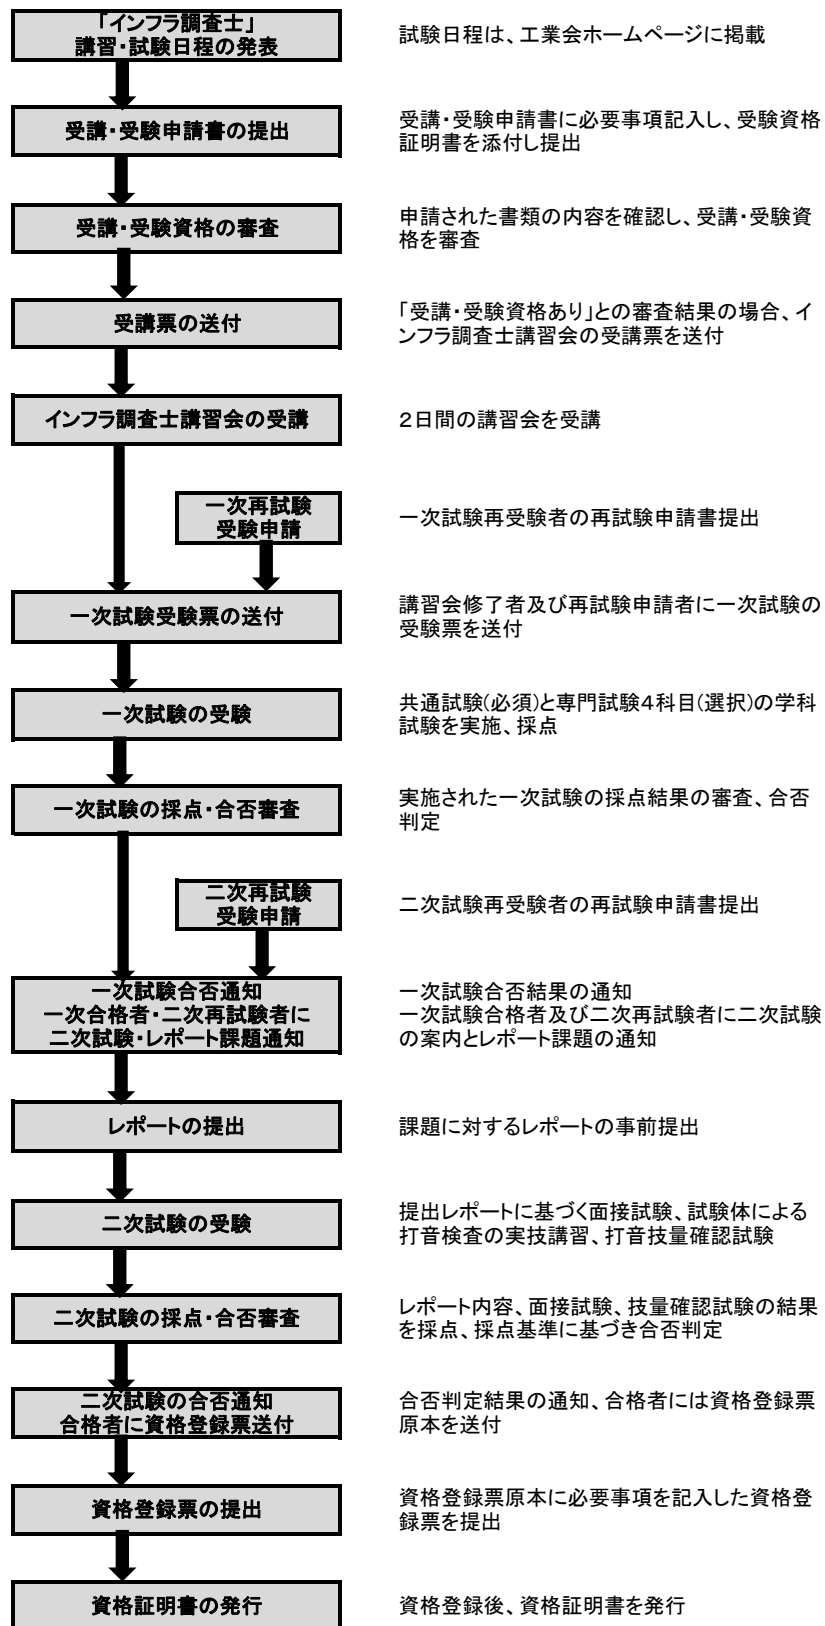 「インフラ調査士」
講習・試験日程の発表
試験日程は、工業会ホームページに掲載
受講・受験申請書の提出
受講・受験申請書に必要事項記入し、受験資格
証明書を添付し提出
受講・受験資格の審査
申請された書類の内容を確認し、受講・受験資
格を審査
受講票の送付
「受講・受験資格あり」との審査結果の場合、イ
ンフラ調査士講習会の受講票を送付
インフラ調査士講習会の受講
２日間の講習会を受講
一次再試験
受験申請
一次試験再受験者の再試験申請書提出
一次試験受験票の送付
講習会修了者及び再試験申請者に一次試験の
受験票を送付
一次試験の受験
共通試験(必須)と専門試験４科目(選択)の学科
試験を実施、採点
一次試験の採点・合否審査
実施された一次試験の採点結果の審査、合否
判定
二次再試験
受験申請
二次試験再受験者の再試験申請書提出
一次試験合否通知
一次合格者・二次再試験者に
二次試験・レポート課題通知
一次試験合否結果の通知
一次試験合格者及び二次再試験者に二次試験
の案内とレポート課題の通知
レポートの提出
課題に対するレポートの事前提出
二次試験の受験
提出レポートに基づく面接試験、試験体による
打音検査の実技講習、打音技量確認試験
二次試験の採点・合否審査
レポート内容、面接試験、技量確認試験の結果
を採点、採点基準に基づき合否判定
二次試験の合否通知
合格者に資格登録票送付
合否判定結果の通知、合格者には資格登録票
原本を送付
資格登録票の提出
資格登録票原本に必要事項を記入した資格登
録票を提出
資格証明書の発行
資格登録後、資格証明書を発行